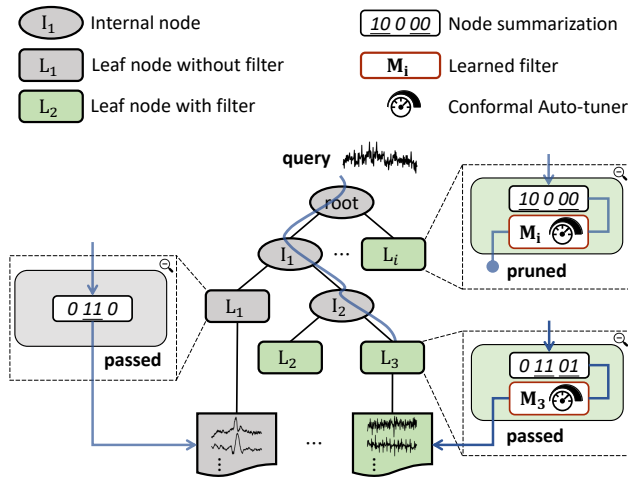 I1 Internal node
10 0 00 Node summarization
L1 Leaf node without filter
Mi Learned filter
L2 Leaf node with filter
Conformal Auto-tuner
query
root
10 0 00
Mi
pruned
I1 ... Li
0 11 0
passed
L1
I2
L2
L3
0 11 01
M3
passed
...